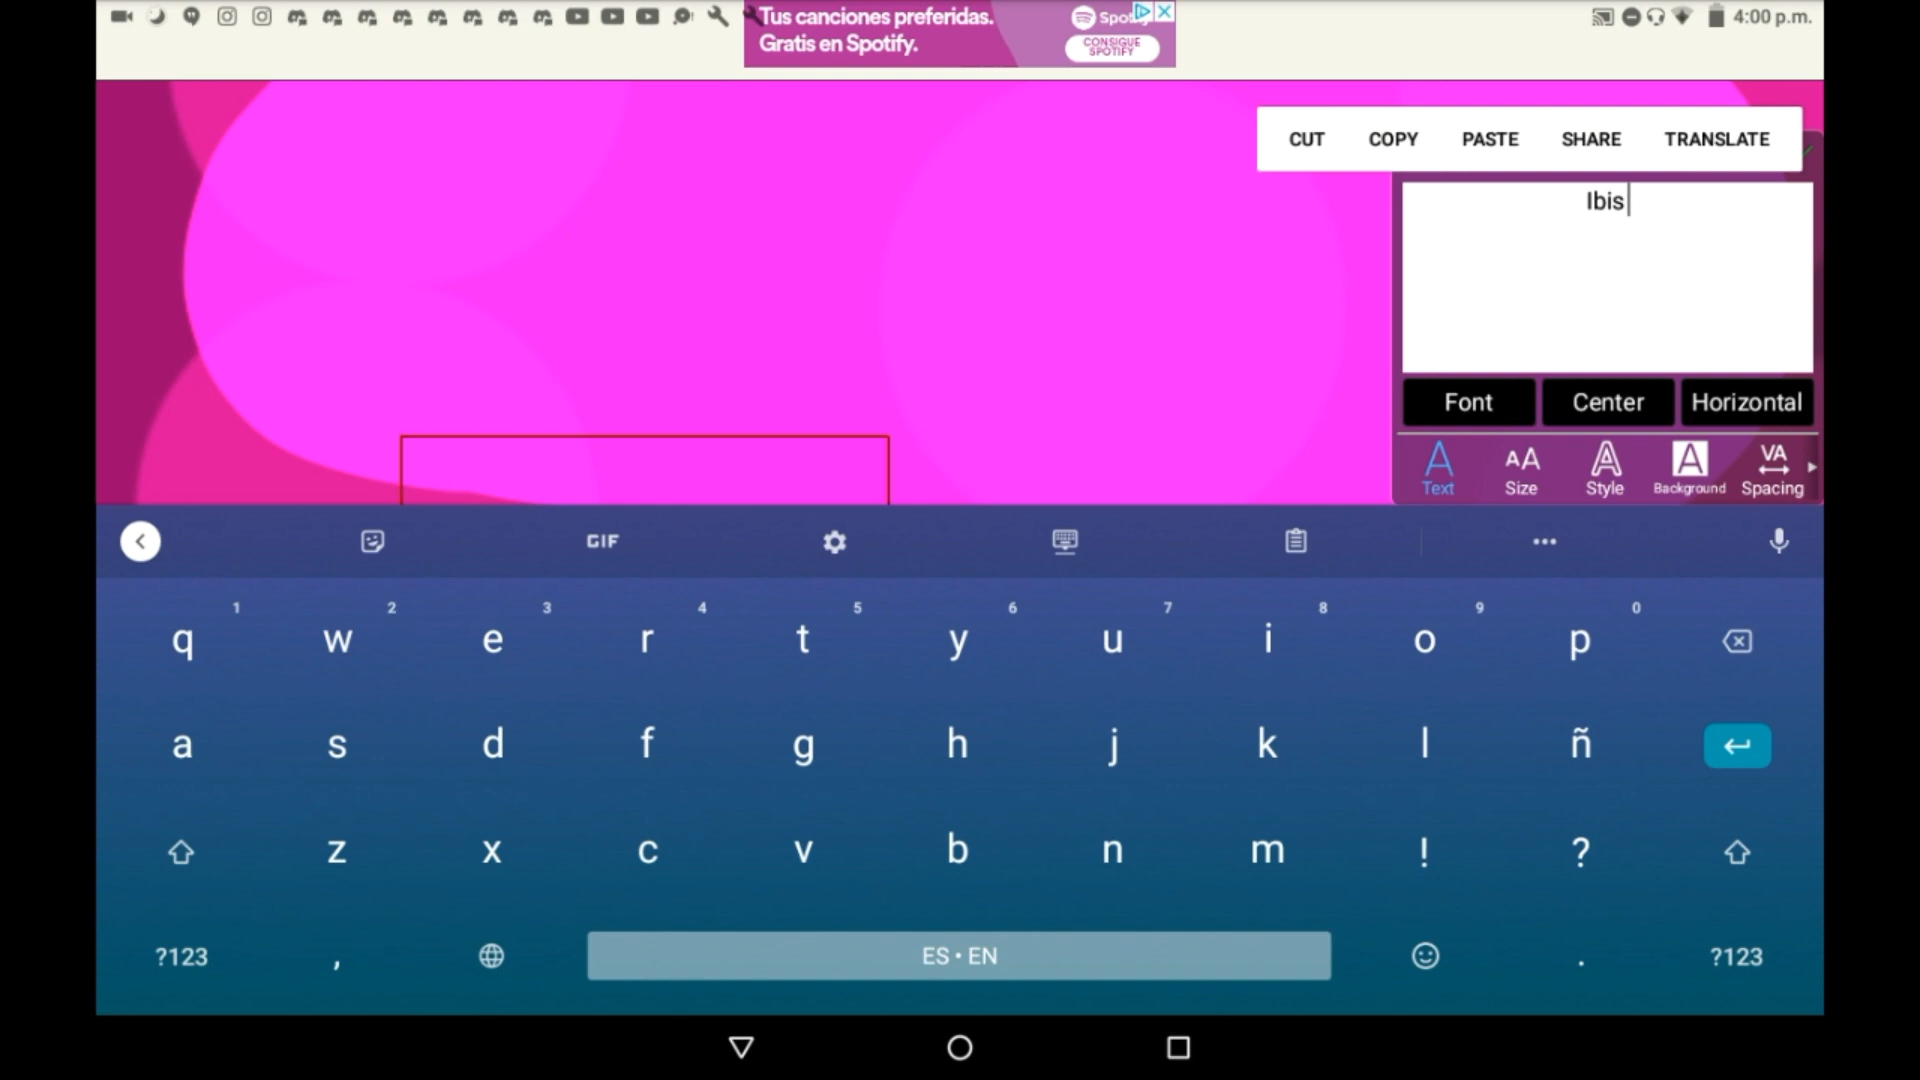 Tus canciones preferidas.
Gratis en Spotify.
CONSIGUE
SPOTIFY
4:00 p.m.
CUT COPY PASTE SHARE TRANSLATE
Ibis
Font Center Horizontal
A AA A A VA
Text Size Style Background Spacing
GIF
1 2 3 4 5 6 7 8 9 0
q w e r t y u i o p
a s d f g h j k l ñ
z x c v b n m ! ?
?123 , ES • EN . ?123